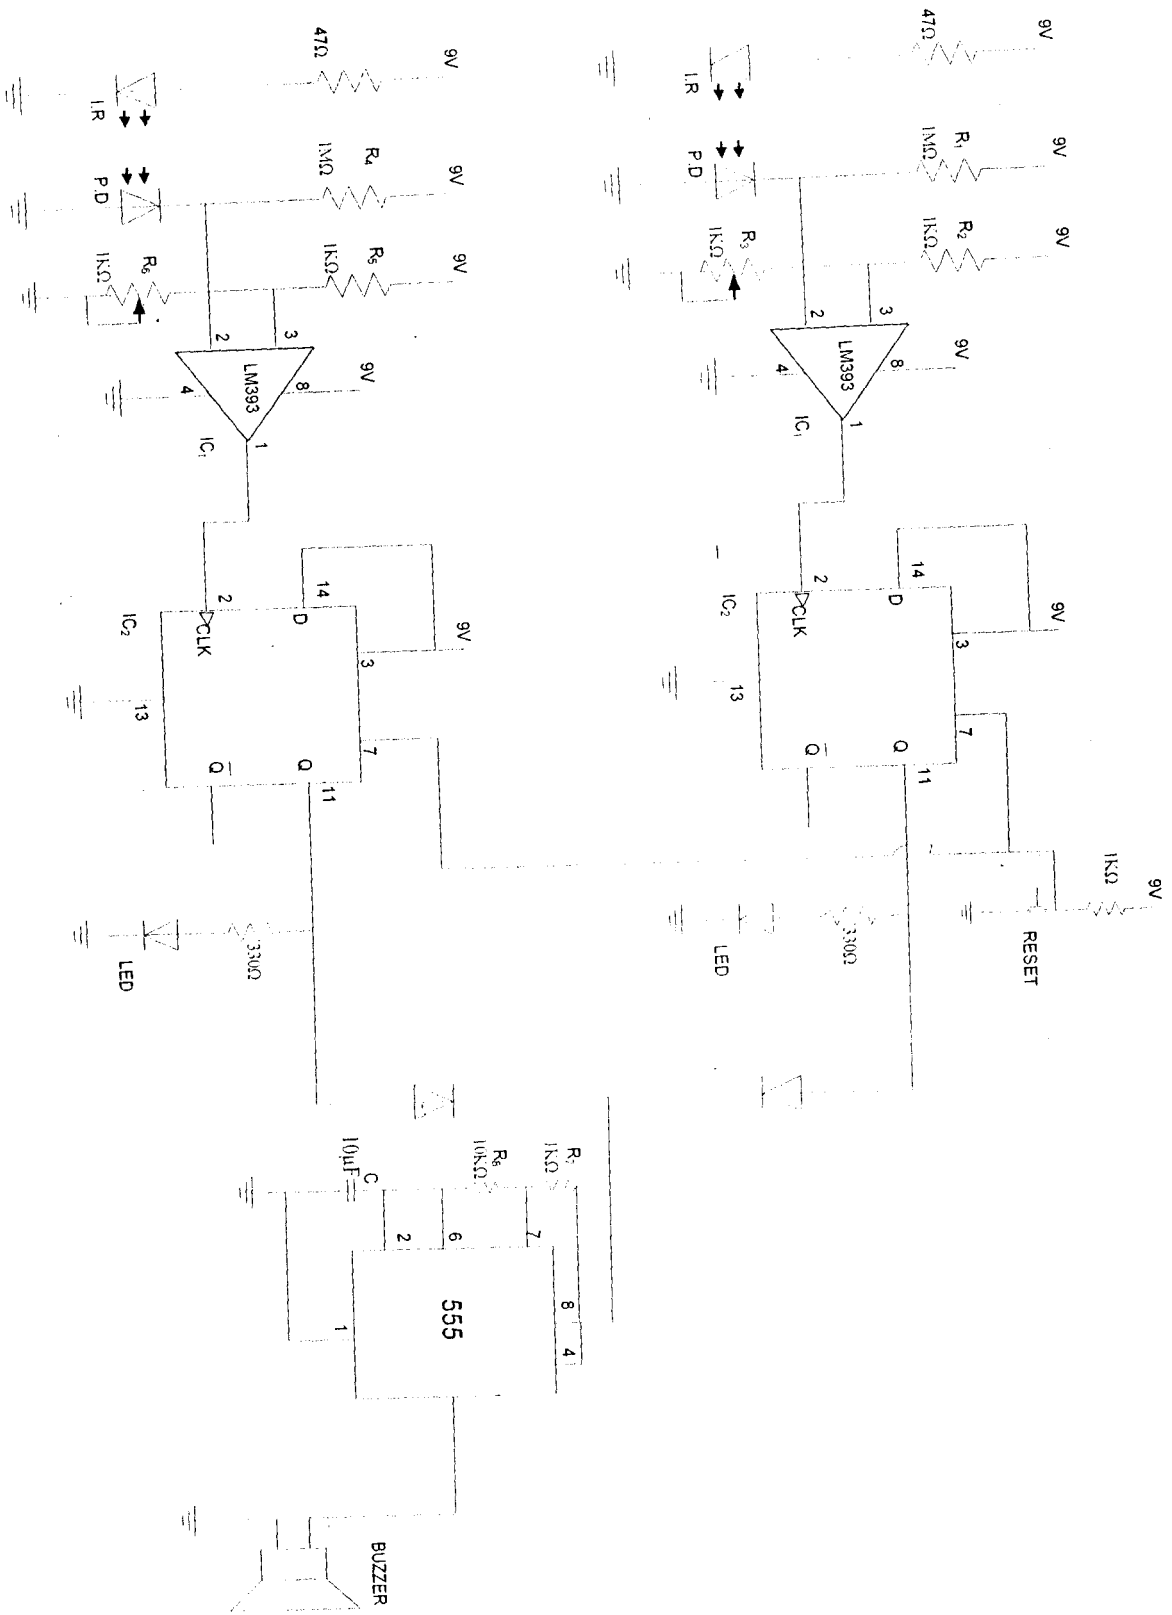 9V
47Ω
I.R
9V
R₁
1MΩ
P.D
9V
R₂
1KΩ
R₃
1KΩ
3
2
LM393
8
9V
4
1
IC₁
2
14
IC₂
CLK
D
3
9V
13
7
Q̅
Q
11
9V
1KΩ
RESET
330Ω
LED
9V
47Ω
I.R
9V
R₄
1MΩ
P.D
9V
R₅
1KΩ
R₆
1KΩ
3
2
LM393
8
9V
4
1
IC₁
2
14
IC₂
CLK
D
3
9V
13
7
Q̅
Q
11
330Ω
LED
R₇
1KΩ
R₈
10KΩ
C
10µF
7
6
2
8
4
1
555
BUZZER